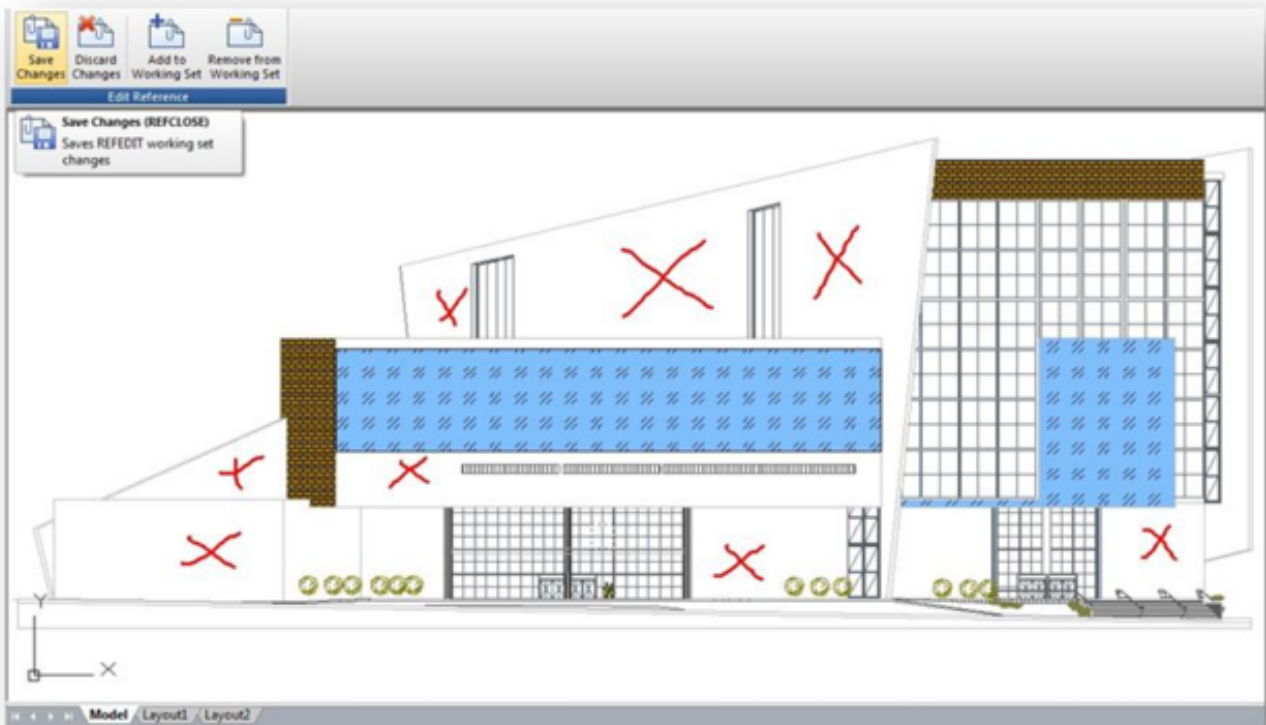 Save Changes
Discard Changes
Add to Working Set
Remove from Working Set
Edit Reference
Save Changes (REFCLOSE)
Saves REFEDIT working set
changes
Y
X
Model Layout1 Layout2